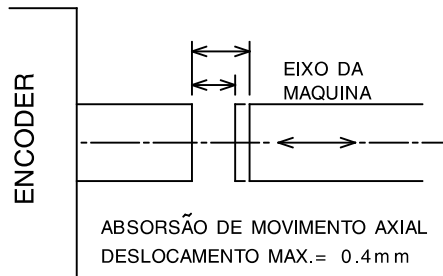 ENCODER
EIXO DA
MAQUINA
ABSORSÃO DE MOVIMENTO AXIAL
DESLOCAMENTO MAX.= 0.4mm